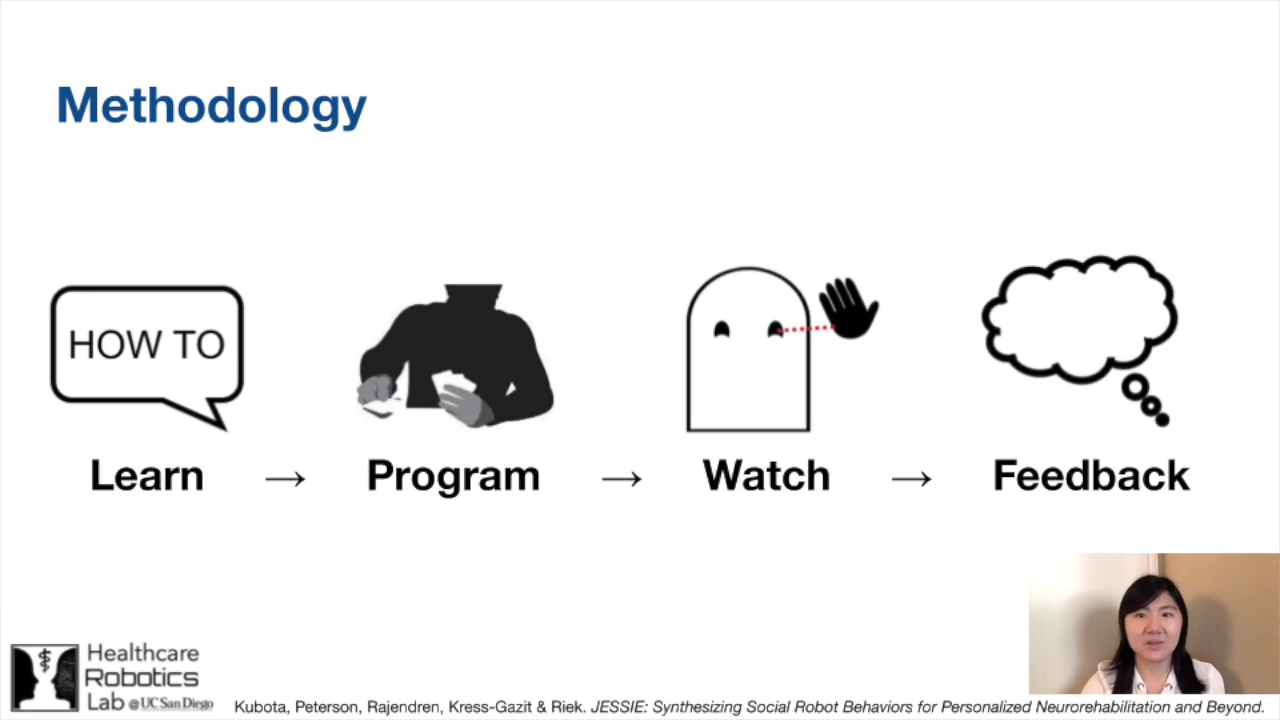 Methodology
HOW TO
Learn → Program → Watch → Feedback
Healthcare
Robotics
Lab @ UC San Diego
Kubota, Peterson, Rajendren, Kress-Gazit & Riek. JESSIE: Synthesizing Social Robot Behaviors for Personalized Neurorehabilitation and Beyond.